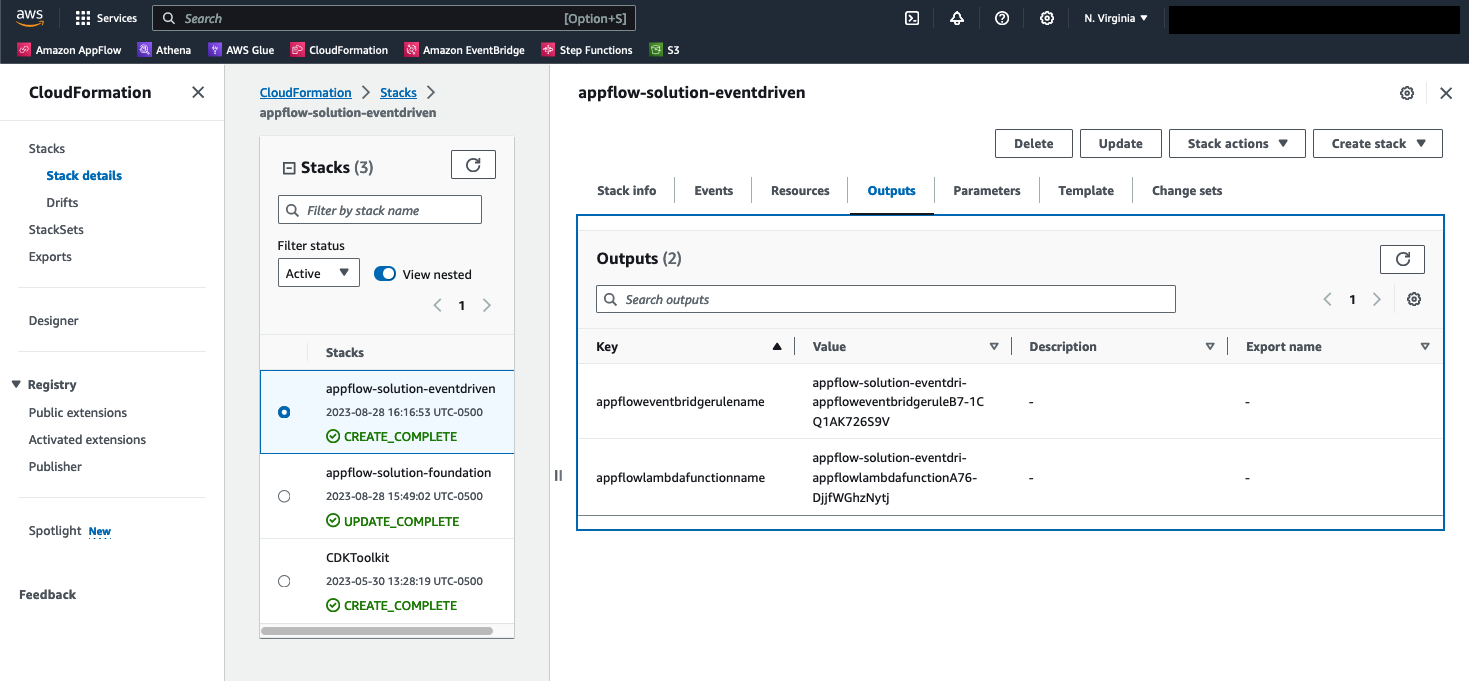 aws
Services
Search
[Option+S]
N. Virginia
Amazon AppFlow
Athena
AWS Glue
CloudFormation
Amazon EventBridge
Step Functions
S3
CloudFormation
Stacks
Stack details
Drifts
StackSets
Exports
Designer
Registry
Public extensions
Activated extensions
Publisher
Spotlight New
Feedback
CloudFormation
Stacks
appflow-solution-eventdriven
Stacks (3)
Filter by stack name
Filter status
Active
View nested
1
Stacks
appflow-solution-eventdriven
2023-08-28 16:16:53 UTC-0500
CREATE_COMPLETE
appflow-solution-foundation
2023-08-28 15:49:02 UTC-0500
UPDATE_COMPLETE
CDKToolkit
2023-05-30 13:28:19 UTC-0500
CREATE_COMPLETE
appflow-solution-eventdriven
Delete
Update
Stack actions
Create stack
Stack info
Events
Resources
Outputs
Parameters
Template
Change sets
Outputs (2)
Search outputs
1
Key
Value
Description
Export name
appfloweventbridgerulename
appflow-solution-eventdri-
appfloweventbridgeruleB7-1C
Q1AK726S9V
-
-
appflowlambdafunctionname
appflow-solution-eventdri-
appflowlambdafunctionA76-
DjjfWGhzNytj
-
-